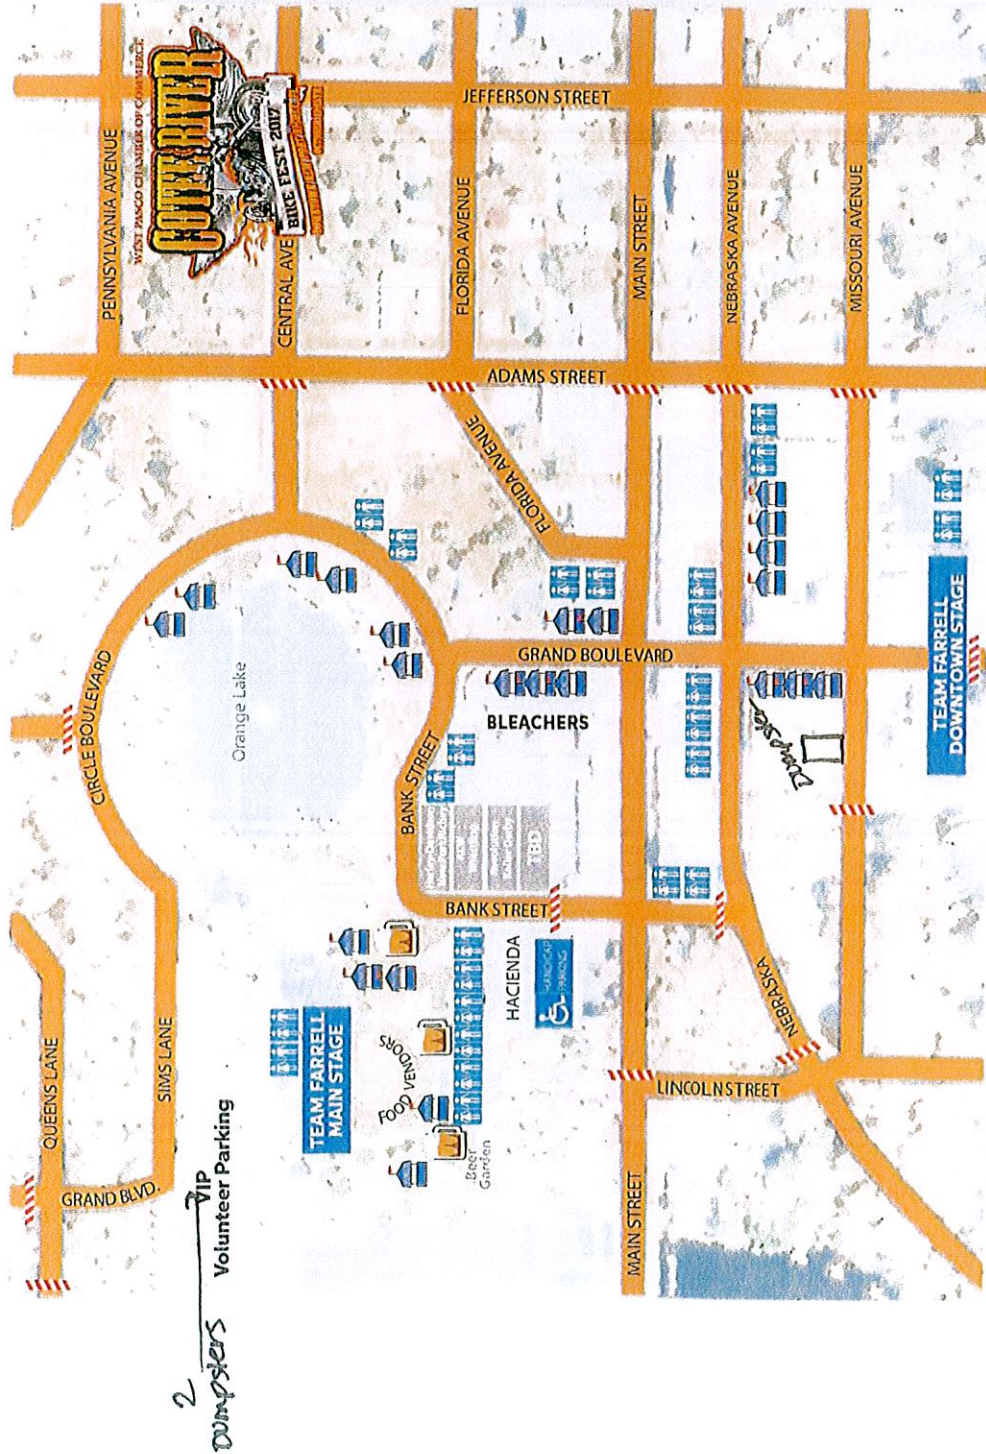 WEST PASCO CHAMBER OF COMMERCE
COTEE RIVER
BIKE FEST 2017
PENNSYLVANIA AVENUE
CENTRAL AVE
FLORIDA AVENUE
MAIN STREET
NEBRASKA AVENUE
MISSOURI AVENUE
JEFFERSON STREET
ADAMS STREET
FLORIDA AVENUE
CIRCLE BOULEVARD
Orange Lake
GRAND BOULEVARD
BLEACHERS
BANK STREET
TBD
BANK STREET
Dumpster
TEAM FARRELL
DOWNTOWN STAGE
QUEENS LANE
SIMS LANE
GRAND BLVD.
TEAM FARRELL
MAIN STAGE
FOOD VENDORS
Beer
Garden
HACIENDA
HANDICAP
PARKING
NEBRASKA
LINCOLN STREET
MAIN STREET
VIP
Volunteer Parking
2
Dumpsters